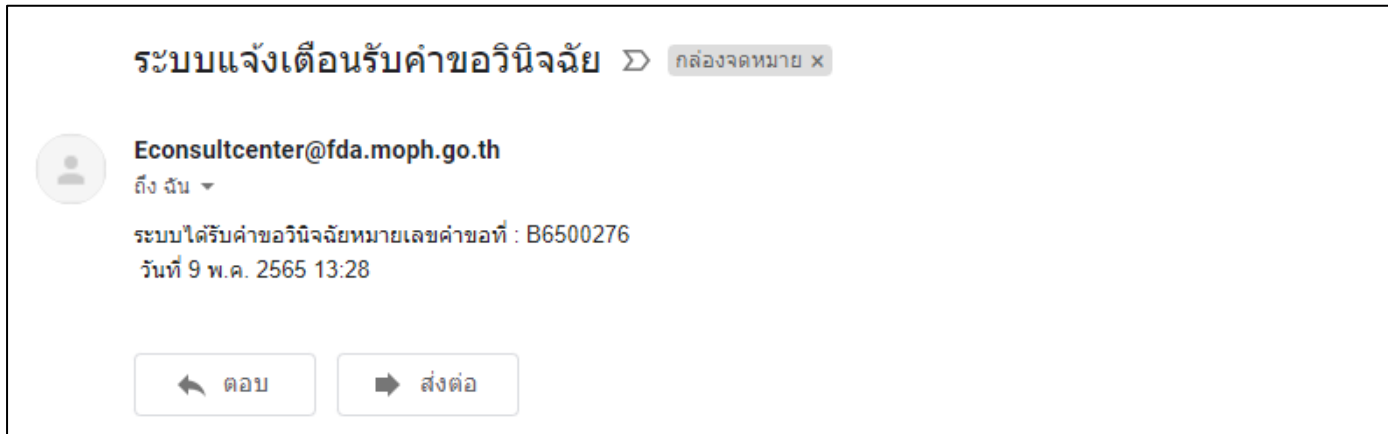 ระบบแจ้งเตือนรับคำขอวินิจฉัย กล่องจดหมาย x
Econsultcenter@fda.moph.go.th
ถึง ฉัน
ระบบได้รับคำขอวินิจฉัยหมายเลขคำขอที่ : B6500276
วันที่ 9 พ.ค. 2565 13:28
ตอบ ส่งต่อ